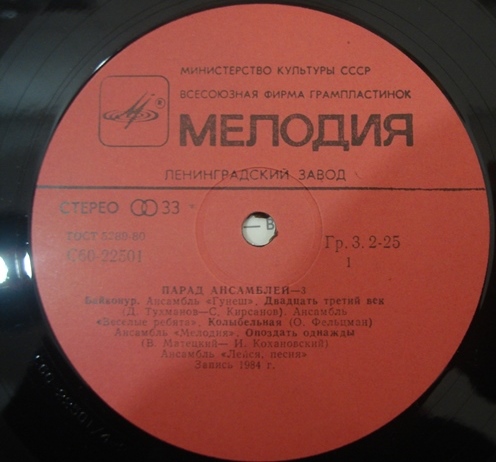 МИНИСТЕРСТВО КУЛЬТУРЫ СССР
ВСЕСОЮЗНАЯ ФИРМА ГРАМПЛАСТИНОК
МЕЛОДИЯ
ЛЕНИНГРАДСКИЙ ЗАВОД
СТЕРЕО 33
ГОСТ 5289-80
С60-22501
Гр. 3. 2-25
1
ПАРАД АНСАМБЛЕЙ—3
Байконур. Ансамбль «Гунеш». Двадцать третий век
(Д. Тухманов—С. Кирсанов). Ансамбль
«Веселые ребята». Колыбельная (О. Фельцман)
Ансамбль «Мелодия». Опоздать однажды
(В. Матецкий— И. Кохановский)
Ансамбль «Лейся, песня»
Запись 1984 г.